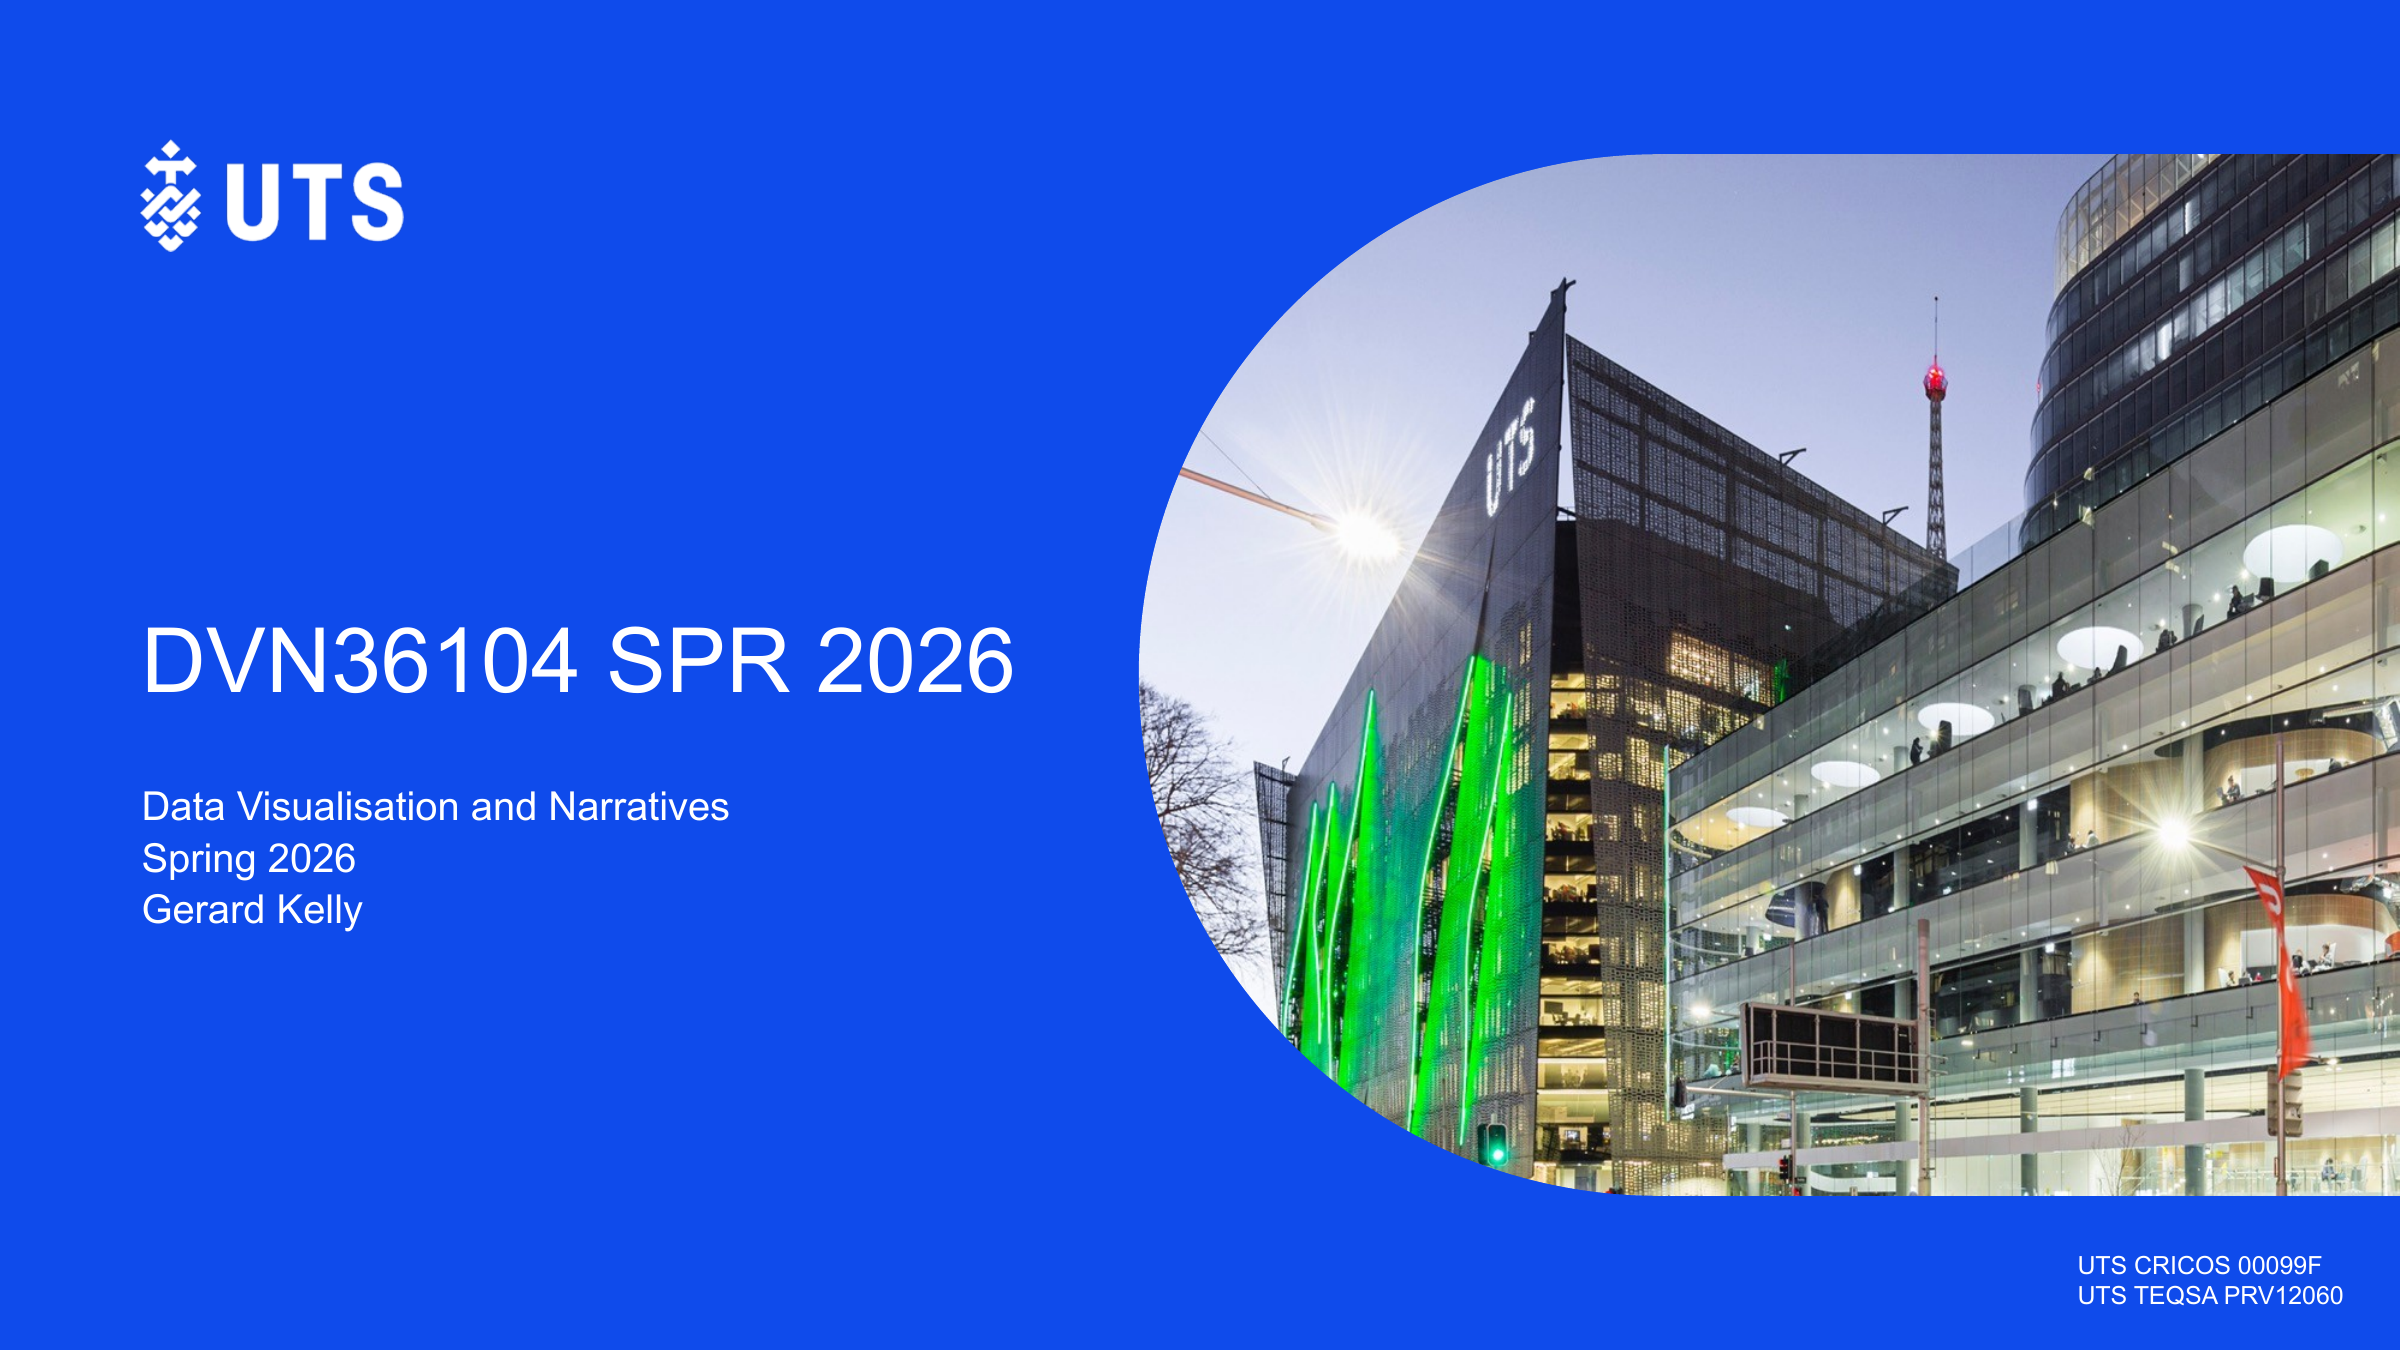 UTS
UTS
DVN36104 SPR 2026
Data Visualisation and Narratives
Spring 2026
Gerard Kelly
UTS CRICOS 00099F
UTS TEQSA PRV12060